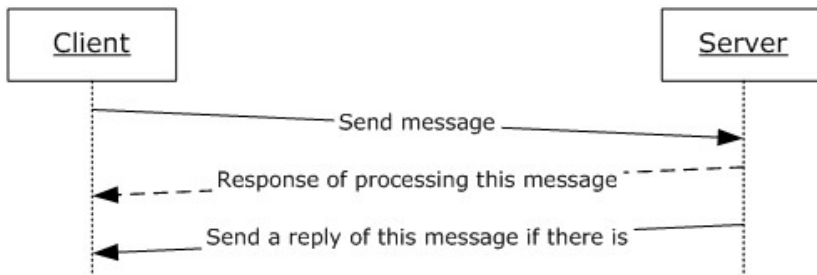 Client
Server
Send message
Response of processing this message
Send a reply of this message if there is